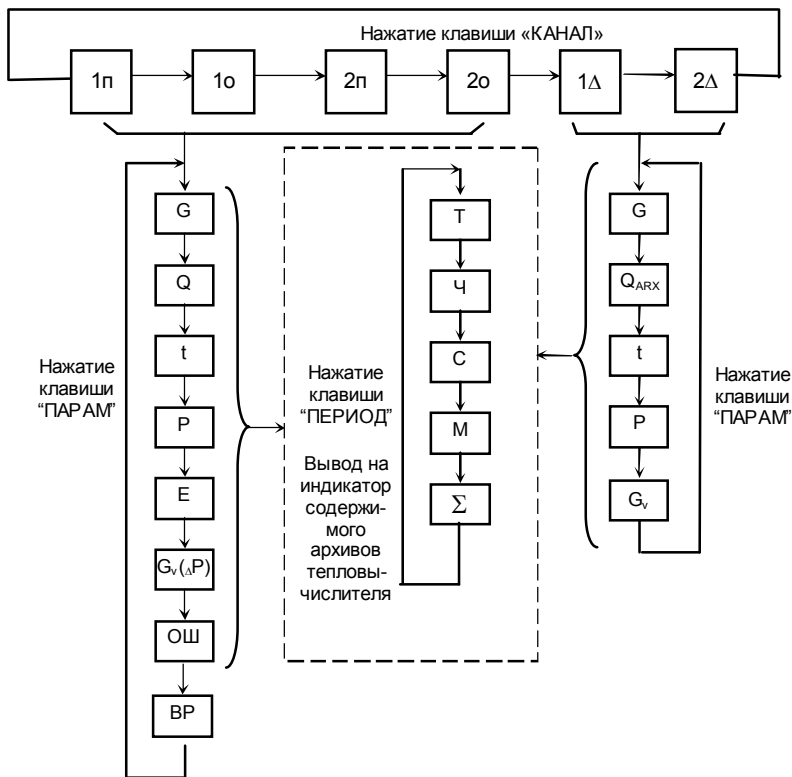 Нажатие клавиши «КАНАЛ»
1п
1о
2п
2о
1Δ
2Δ
G
Q
t
P
E
Gv (ΔP)
ОШ
ВР
Нажатие
клавиши
“ПАРАМ”
Т
Ч
С
М
Σ
Нажатие
клавиши
“ПЕРИОД”
Вывод на
индикатор
содержи-
мого
архивов
тепловы-
числителя
G
QARX
t
P
Gv
Нажатие
клавиши
“ПАРАМ”